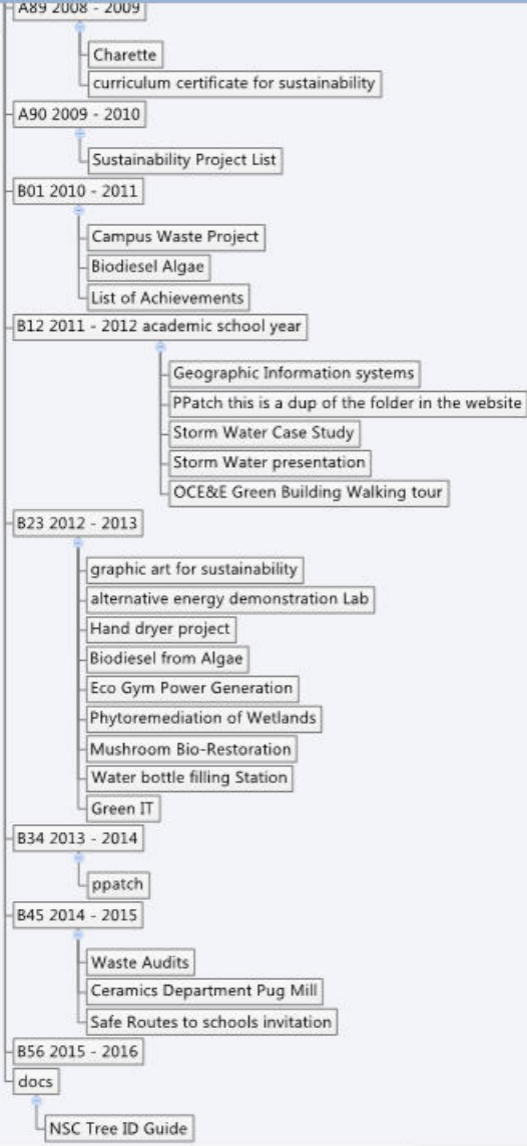 A89 2008 - 2009
Charette
curriculum certificate for sustainability
A90 2009 - 2010
Sustainability Project List
B01 2010 - 2011
Campus Waste Project
Biodiesel Algae
List of Achievements
B12 2011 - 2012 academic school year
Geographic Information systems
PPatch this is a dup of the folder in the website
Storm Water Case Study
Storm Water presentation
OCE&E Green Building Walking tour
B23 2012 - 2013
graphic art for sustainability
alternative energy demonstration Lab
Hand dryer project
Biodiesel from Algae
Eco Gym Power Generation
Phytoremediation of Wetlands
Mushroom Bio-Restoration
Water bottle filling Station
Green IT
B34 2013 - 2014
ppatch
B45 2014 - 2015
Waste Audits
Ceramics Department Pug Mill
Safe Routes to schools invitation
B56 2015 - 2016
docs
NSC Tree ID Guide